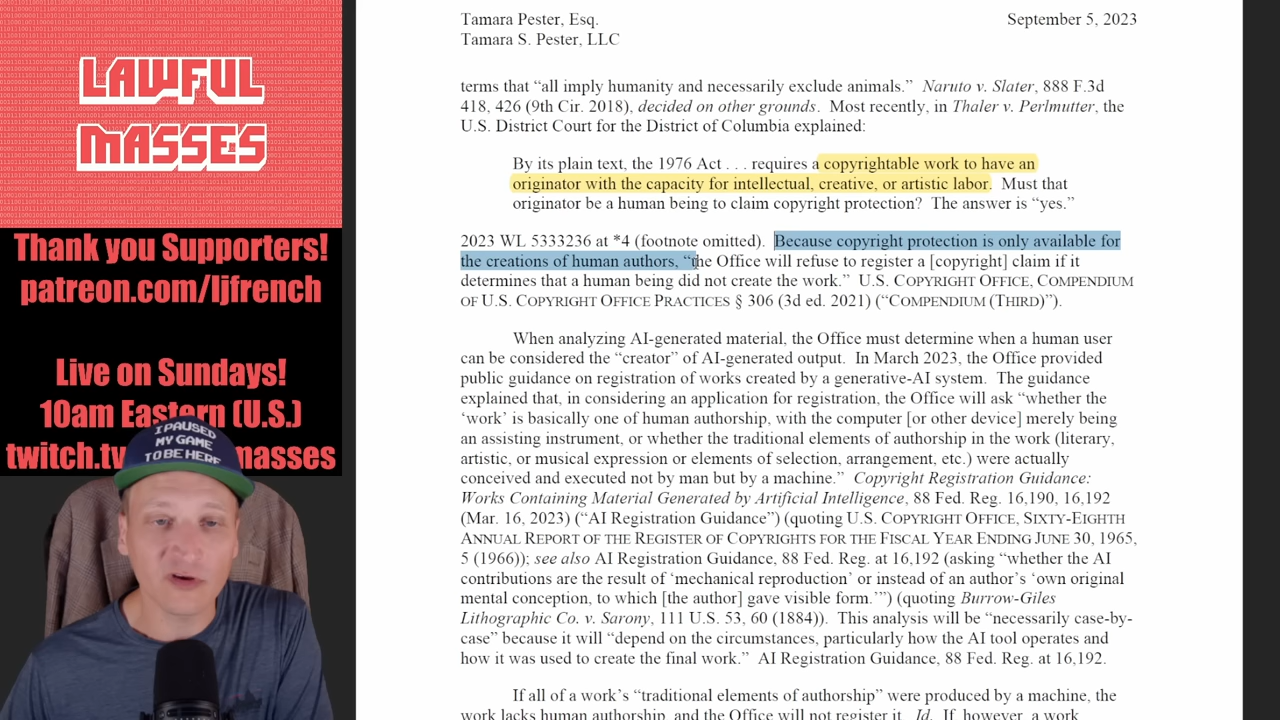 LAWFUL
MASSES
Thank you Supporters!
patreon.com/ljfrench
Live on Sundays!
10am Eastern (U.S.)
twitch.tv masses
I PAUSED
MY GAME
TO BE HERE
Tamara Pester, Esq. September 5, 2023
Tamara S. Pester, LLC
terms that “all imply humanity and necessarily exclude animals.” Naruto v. Slater, 888 F.3d
418, 426 (9th Cir. 2018), decided on other grounds. Most recently, in Thaler v. Perlmutter, the
U.S. District Court for the District of Columbia explained:
By its plain text, the 1976 Act . . . requires a copyrightable work to have an
originator with the capacity for intellectual, creative, or artistic labor. Must that
originator be a human being to claim copyright protection? The answer is “yes.”
2023 WL 5333236 at *4 (footnote omitted). Because copyright protection is only available for
the creations of human authors, “the Office will refuse to register a [copyright] claim if it
determines that a human being did not create the work.” U.S. COPYRIGHT OFFICE, COMPENDIUM
OF U.S. COPYRIGHT OFFICE PRACTICES § 306 (3d ed. 2021) (“COMPENDIUM (THIRD)”).
When analyzing AI-generated material, the Office must determine when a human user
can be considered the “creator” of AI-generated output. In March 2023, the Office provided
public guidance on registration of works created by a generative-AI system. The guidance
explained that, in considering an application for registration, the Office will ask “whether the
‘work’ is basically one of human authorship, with the computer [or other device] merely being
an assisting instrument, or whether the traditional elements of authorship in the work (literary,
artistic, or musical expression or elements of selection, arrangement, etc.) were actually
conceived and executed not by man but by a machine.” Copyright Registration Guidance:
Works Containing Material Generated by Artificial Intelligence, 88 Fed. Reg. 16,190, 16,192
(Mar. 16, 2023) (“AI Registration Guidance”) (quoting U.S. COPYRIGHT OFFICE, SIXTY-EIGHTH
ANNUAL REPORT OF THE REGISTER OF COPYRIGHTS FOR THE FISCAL YEAR ENDING JUNE 30, 1965,
5 (1966)); see also AI Registration Guidance, 88 Fed. Reg. at 16,192 (asking “whether the AI
contributions are the result of ‘mechanical reproduction’ or instead of an author’s ‘own original
mental conception, to which [the author] gave visible form.’”) (quoting Burrow-Giles
Lithographic Co. v. Sarony, 111 U.S. 53, 60 (1884)). This analysis will be “necessarily case-by-
case” because it will “depend on the circumstances, particularly how the AI tool operates and
how it was used to create the final work.” AI Registration Guidance, 88 Fed. Reg. at 16,192.
If all of a work’s “traditional elements of authorship” were produced by a machine, the
work lacks human authorship, and the Office will not register it. Id. If, however, a work